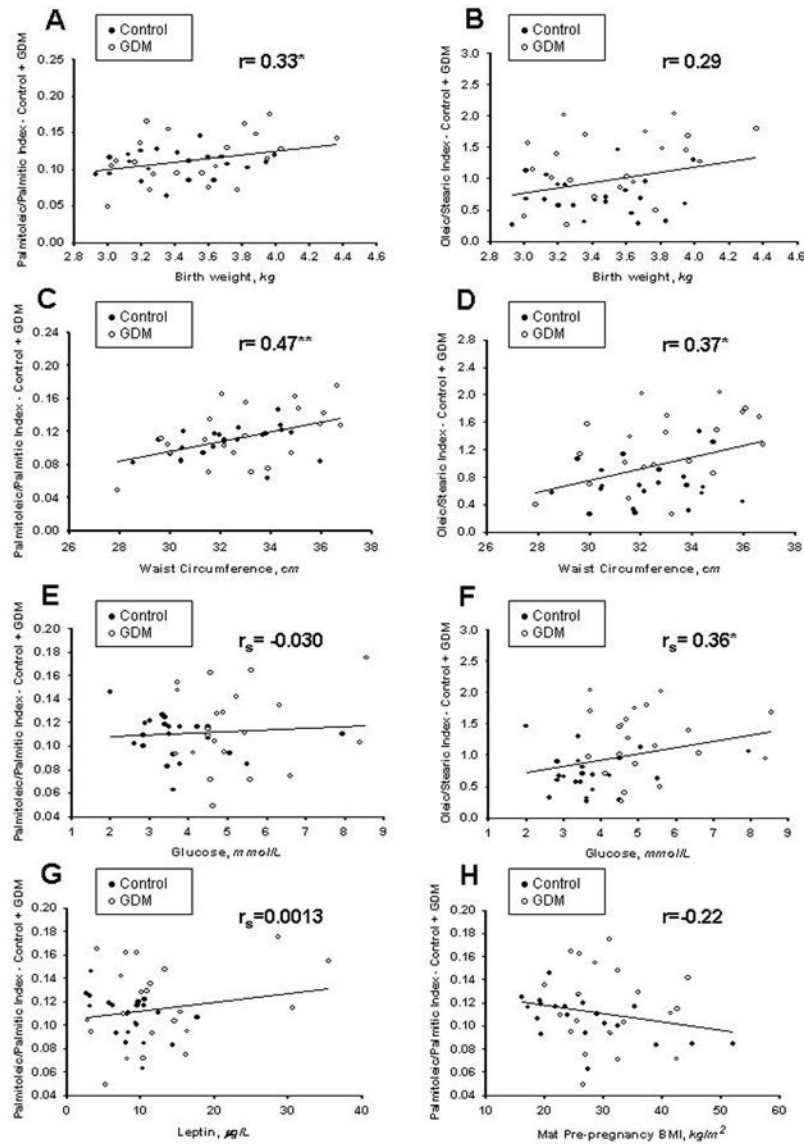 A
Control
GDM
r= 0.33*
Palmitoleic/Palmitic Index - Control + GDM
0.25
0.20
0.15
0.10
0.05
0.00
2.8 3.0 3.2 3.4 3.6 3.8 4.0 4.2 4.4 4.6
Birth weight, kg
B
Control
GDM
r= 0.29
Oleic/Stearic Index - Control + GDM
3.0
2.5
2.0
1.5
1.0
0.5
0.0
2.8 3.0 3.2 3.4 3.6 3.8 4.0 4.2 4.4 4.6
Birth weight, kg
C
Control
GDM
r= 0.47**
Palmitoleic/Palmitic Index - Control + GDM
0.24
0.20
0.16
0.12
0.08
0.04
0.00
26 28 30 32 34 36 38
Waist Circumference, cm
D
Control
GDM
r= 0.37*
Oleic/Stearic Index - Control + GDM
2.8
2.4
2.0
1.6
1.2
0.8
0.4
0.0
26 28 30 32 34 36 38
Waist Circumference, cm
E
Control
GDM
rs= -0.030
Palmitoleic/Palmitic Index - Control + GDM
0.20
0.18
0.16
0.14
0.12
0.10
0.08
0.06
0.04
1 2 3 4 5 6 7 8 9
Glucose, mmol/L
F
Control
GDM
rs= 0.36*
Oleic/Stearic Index - Control + GDM
3.0
2.5
2.0
1.5
1.0
0.5
0.0
1 2 3 4 5 6 7 8 9
Glucose, mmol/L
G
Control
GDM
rs=0.0013
Palmitoleic/Palmitic Index - Control + GDM
0.20
0.18
0.16
0.14
0.12
0.10
0.08
0.06
0.04
0 10 20 30 40
Leptin, µg/L
H
Control
GDM
r=-0.22
Palmitoleic/Palmitic Index - Control + GDM
0.20
0.18
0.16
0.14
0.12
0.10
0.08
0.06
0.04
10 20 30 40 50 60
Mat Pre-pregnancy BMI, kg/m²